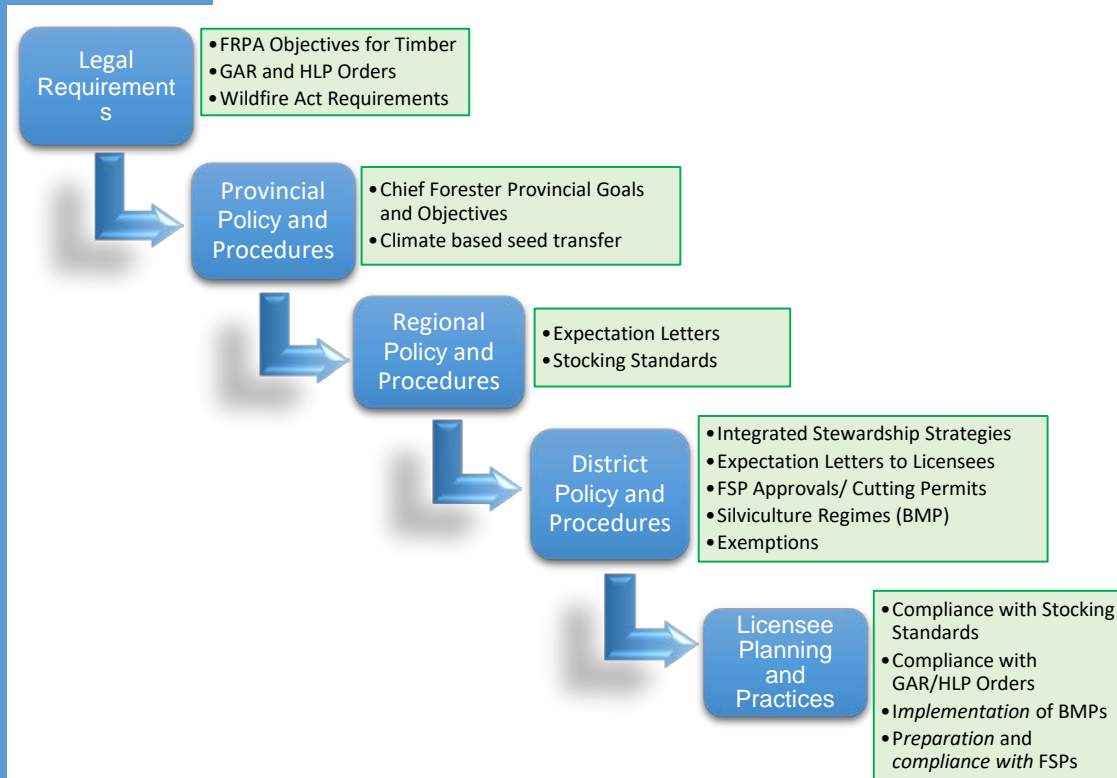 Legal
Requirement
s
• FRPA Objectives for Timber
• GAR and HLP Orders
• Wildfire Act Requirements
Provincial
Policy and
Procedures
• Chief Forester Provincial Goals
and Objectives
• Climate based seed transfer
Regional
Policy and
Procedures
• Expectation Letters
• Stocking Standards
District
Policy and
Procedures
• Integrated Stewardship Strategies
• Expectation Letters to Licensees
• FSP Approvals/ Cutting Permits
• Silviculture Regimes (BMP)
• Exemptions
Licensee
Planning
and
Practices
• Compliance with Stocking
Standards
• Compliance with
GAR/HLP Orders
• Implementation of BMPs
• Preparation and
compliance with FSPs